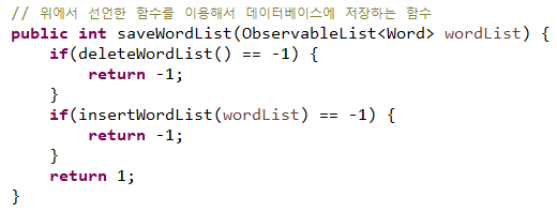 // 위에서 선언한 함수를 이용해서 데이터베이스에 저장하는 함수
public int saveWordList(ObservableList<Word> wordList) {
    if(deleteWordList() == -1) {
        return -1;
    }
    if(insertWordList(wordList) == -1) {
        return -1;
    }
    return 1;
}